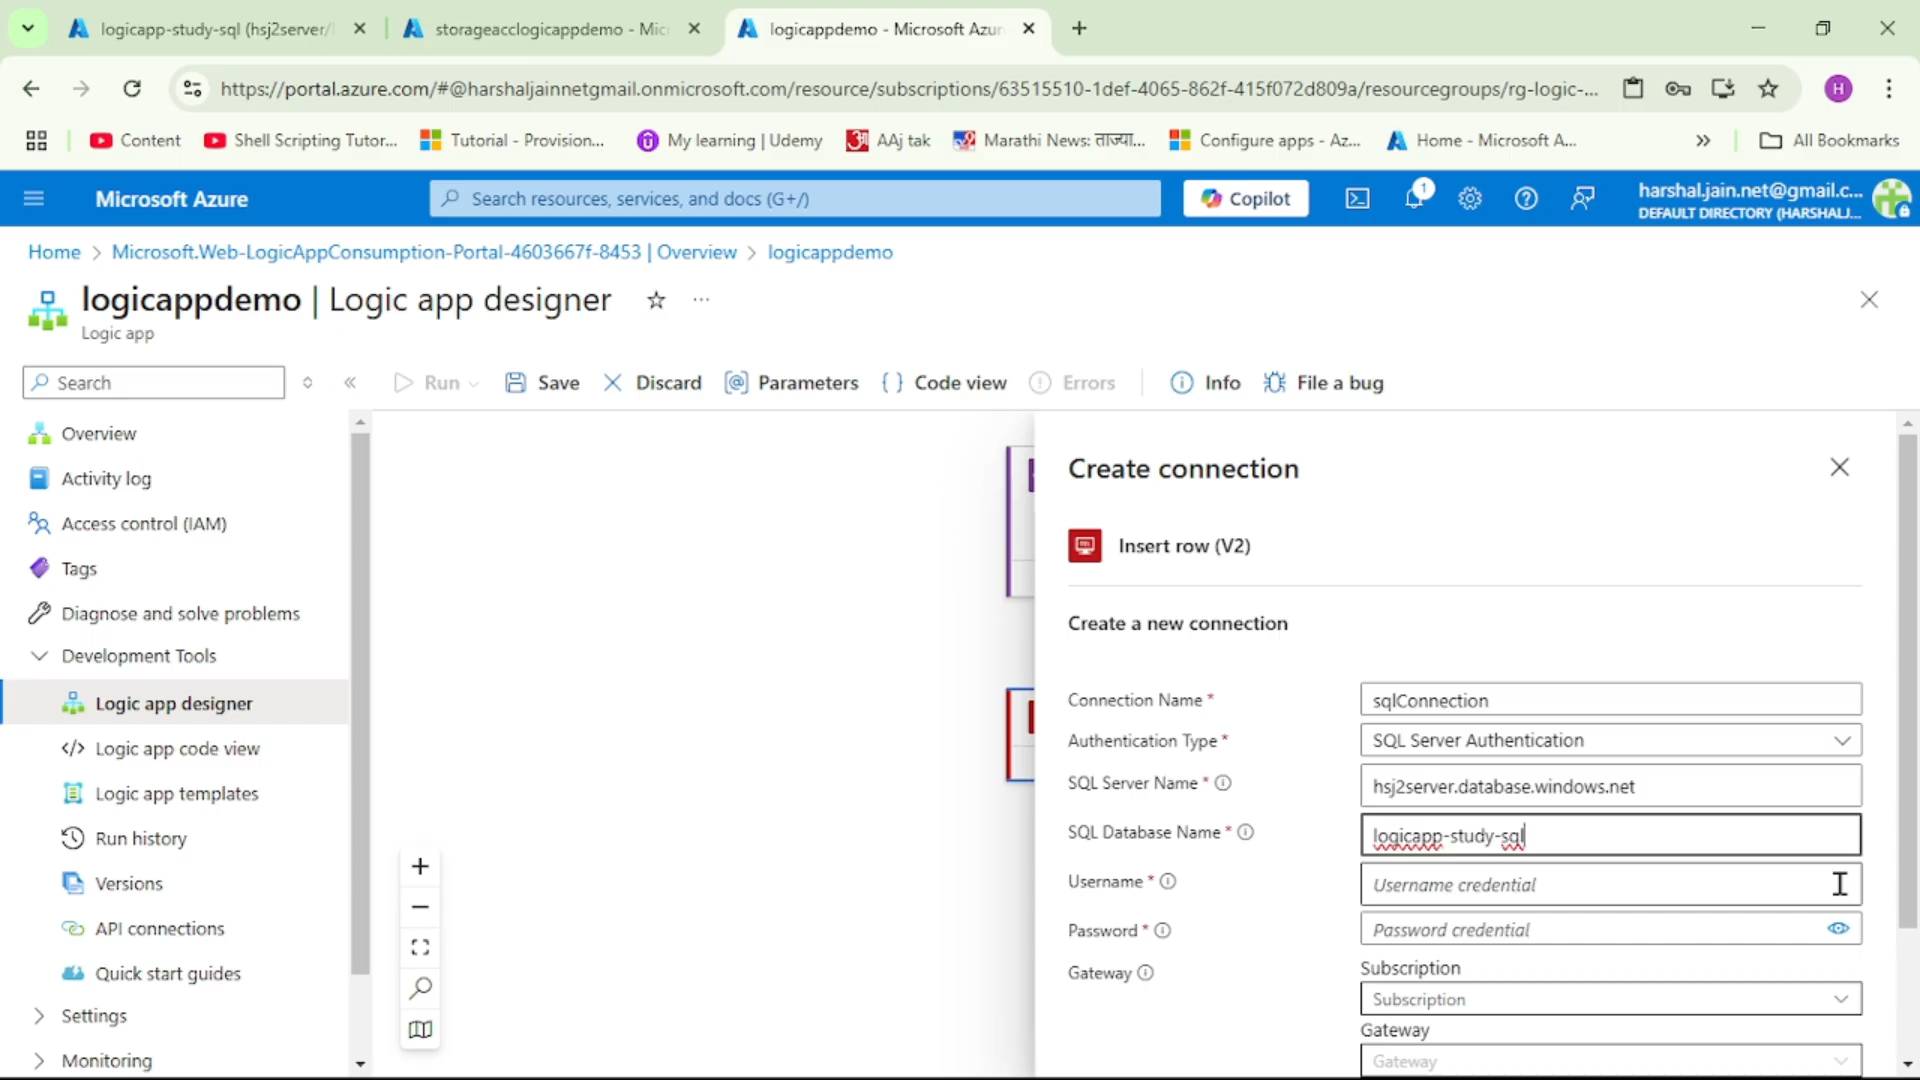 logicapp-study-sql (hsj2server/
storageacclogicappdemo - Mic
logicappdemo - Microsoft Azur
https://portal.azure.com/#@harshaljainnetgmail.onmicrosoft.com/resource/subscriptions/63515510-1def-4065-862f-415f072d809a/resourcegroups/rg-logic-...
H
Content
Shell Scripting Tutor...
Tutorial - Provision...
My learning | Udemy
AAj tak
Marathi News: ताज्या...
Configure apps - Az...
Home - Microsoft A...
All Bookmarks
Microsoft Azure
Search resources, services, and docs (G+/)
Copilot
1
harshal.jain.net@gmail.c...
DEFAULT DIRECTORY (HARSHALJ...
Home > Microsoft.Web-LogicAppConsumption-Portal-4603667f-8453 | Overview > logicappdemo
logicappdemo | Logic app designer
Logic app
Search
Run
Save
Discard
Parameters
Code view
Errors
Info
File a bug
Overview
Activity log
Access control (IAM)
Tags
Diagnose and solve problems
Development Tools
Logic app designer
Logic app code view
Logic app templates
Run history
Versions
API connections
Quick start guides
Settings
Monitoring
Create connection
Insert row (V2)
Create a new connection
Connection Name *
sqlConnection
Authentication Type *
SQL Server Authentication
SQL Server Name *
hsj2server.database.windows.net
SQL Database Name *
logicapp-study-sql
Username *
Username credential
Password *
Password credential
Gateway
Subscription
Subscription
Gateway
Gateway